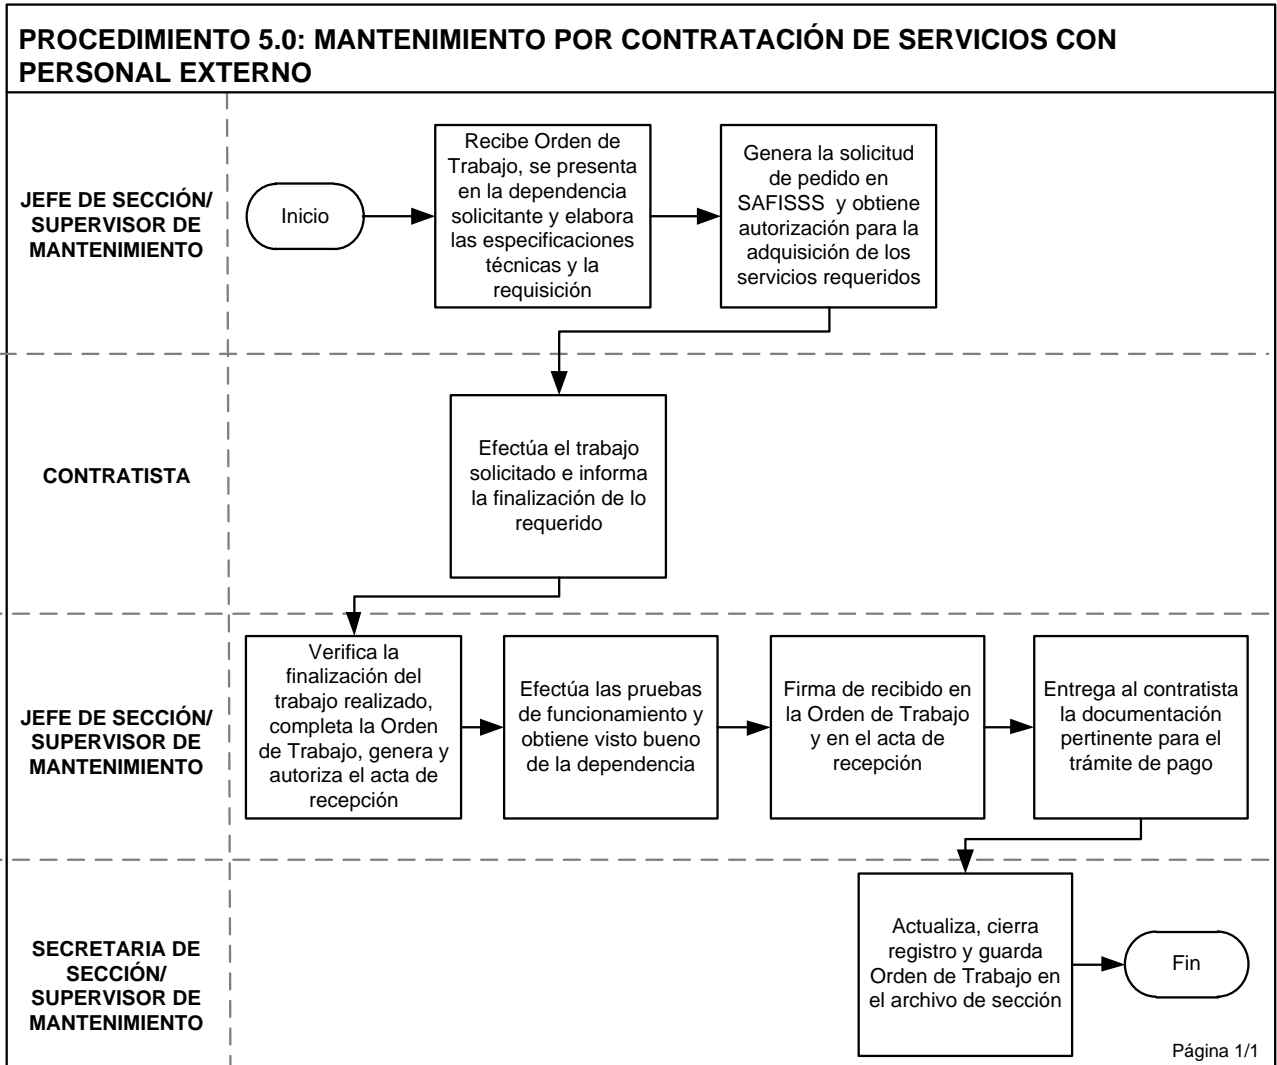 PROCEDIMIENTO 5.0: MANTENIMIENTO POR CONTRATACIÓN DE SERVICIOS CON
PERSONAL EXTERNO
JEFE DE SECCIÓN/
SUPERVISOR DE
MANTENIMIENTO
Inicio
Recibe Orden de
Trabajo, se presenta
en la dependencia
solicitante y elabora
las especificaciones
técnicas y la
requisición
Genera la solicitud
de pedido en
SAFISSS y obtiene
autorización para la
adquisición de los
servicios requeridos
CONTRATISTA
Efectúa el trabajo
solicitado e informa
la finalización de lo
requerido
JEFE DE SECCIÓN/
SUPERVISOR DE
MANTENIMIENTO
Verifica la
finalización del
trabajo realizado,
completa la Orden
de Trabajo, genera y
autoriza el acta de
recepción
Efectúa las pruebas
de funcionamiento y
obtiene visto bueno
de la dependencia
Firma de recibido en
la Orden de Trabajo
y en el acta de
recepción
Entrega al contratista
la documentación
pertinente para el
trámite de pago
SECRETARIA DE
SECCIÓN/
SUPERVISOR DE
MANTENIMIENTO
Actualiza, cierra
registro y guarda
Orden de Trabajo en
el archivo de sección
Fin
Página 1/1